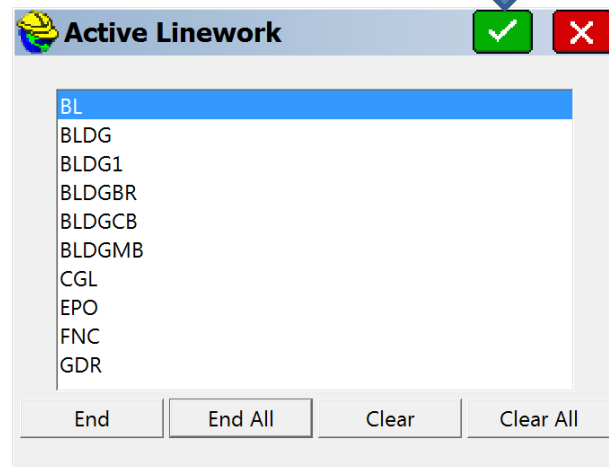 Active Linework
BL
BLDG
BLDG1
BLDGBR
BLDGCB
BLDGMB
CGL
EPO
FNC
GDR
End End All Clear Clear All